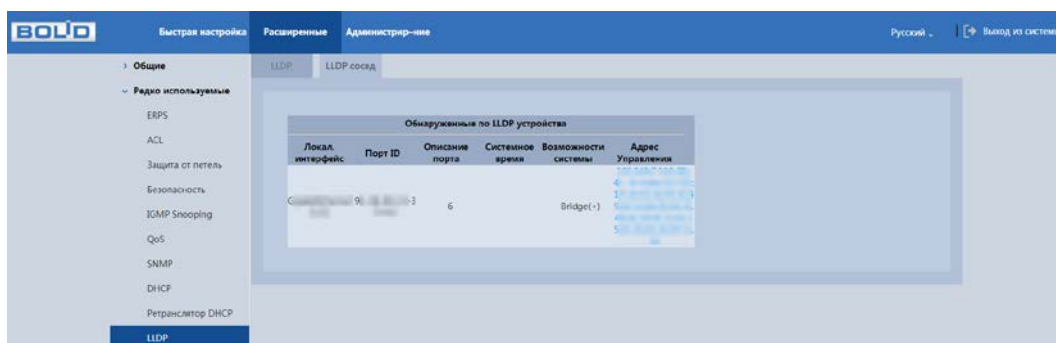 BOLID
Быстрая настройка Расширенные Администрир-ние Русский Выход из систем
Общие
LLDP LLDP сосед
Редко используемые
ERPS
ACL
Защита от петель
Безопасность
IGMP Snooping
QoS
SNMP
DHCP
Ретранслятор DHCP
LLDP
Обнаруженные по LLDP устройства
Локал. интерфейс Порт ID Описание порта Системное время Возможности системы Адрес Управления
6 Bridge(+)